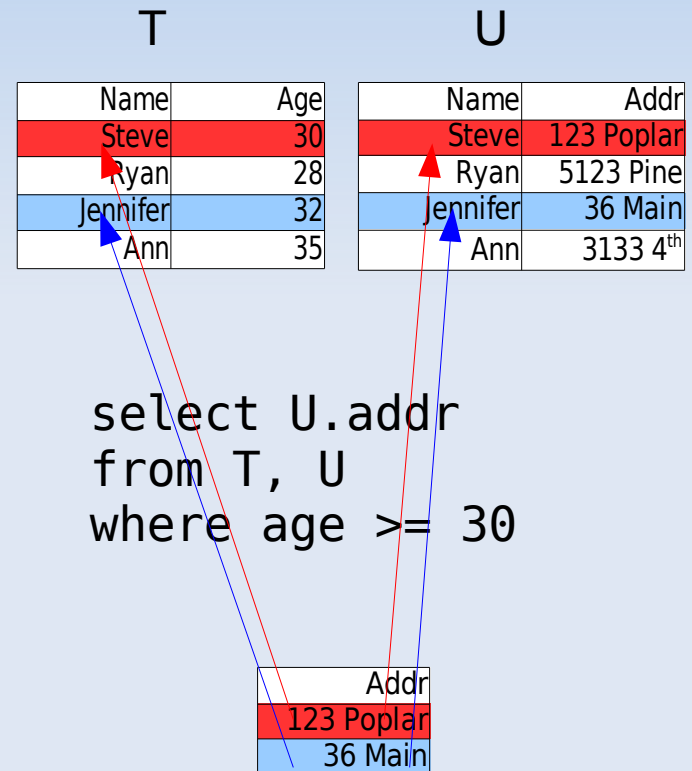 T U
Name Age
Steve 30
Ryan 28
Jennifer 32
Ann 35
Name Addr
Steve 123 Poplar
Ryan 5123 Pine
Jennifer 36 Main
Ann 3133 4th
select U.addr
from T, U
where age >= 30
Addr
123 Poplar
36 Main